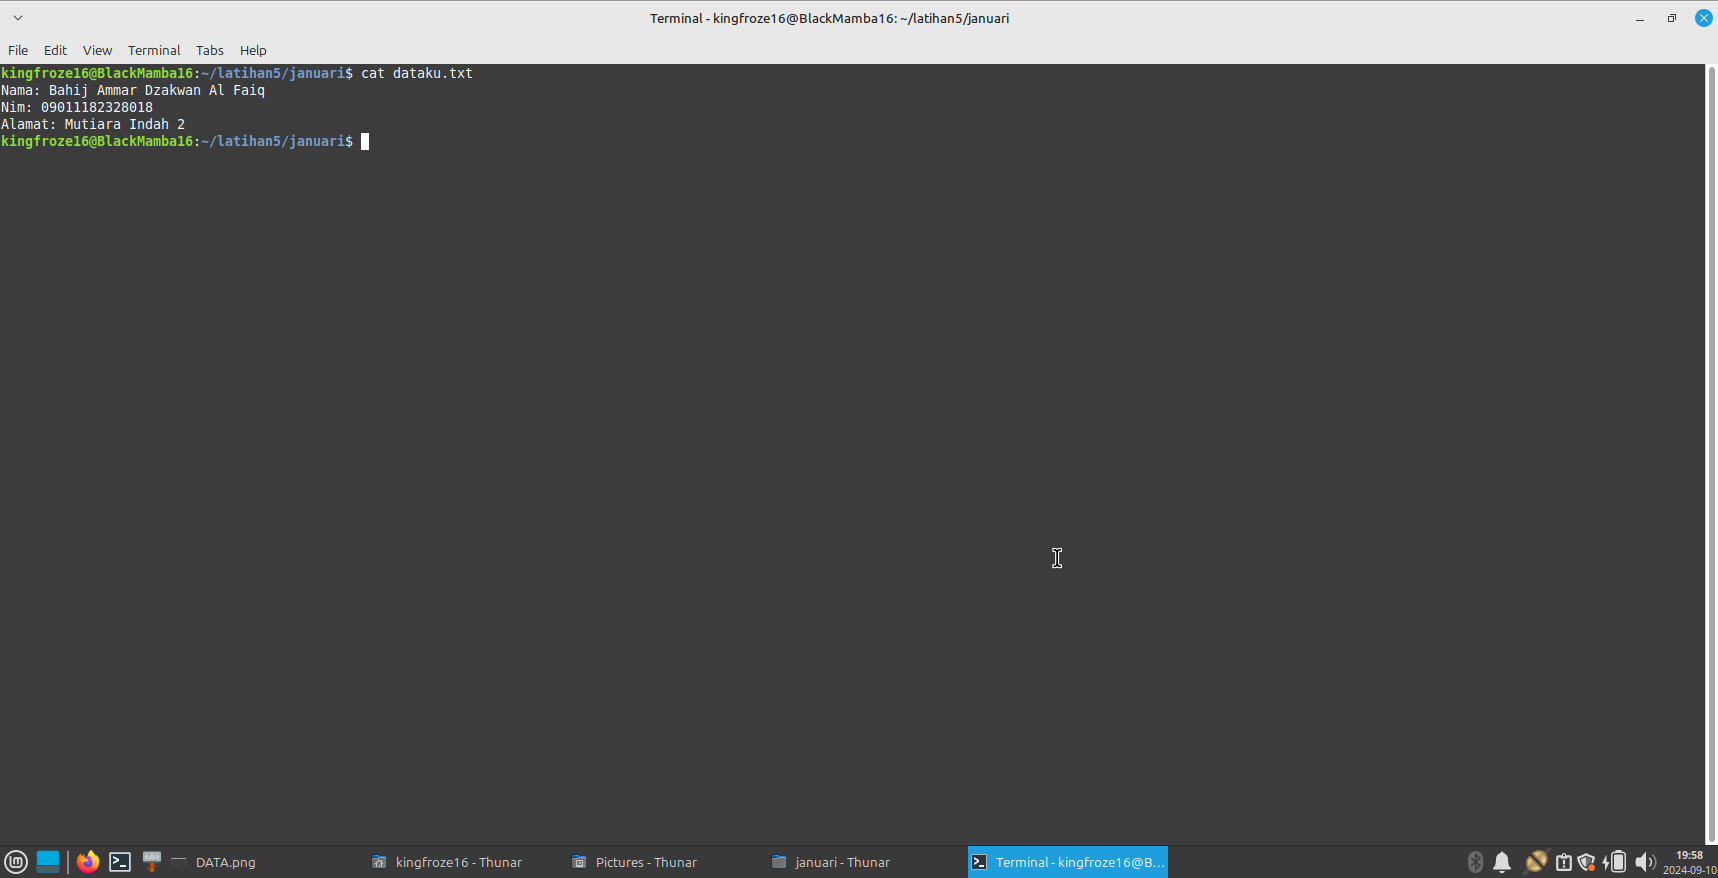 Terminal - kingfroze16@BlackMamba16: ~/latihan5/januari
File Edit View Terminal Tabs Help
kingfroze16@BlackMamba16:~/latihan5/januari$ cat dataku.txt
Nama: Bahij Ammar Dzakwan Al Faiq
Nim: 09011182328018
Alamat: Mutiara Indah 2
kingfroze16@BlackMamba16:~/latihan5/januari$
DATA.png kingfroze16 - Thunar Pictures - Thunar januari - Thunar Terminal - kingfroze16@B... 19:58
2024-09-10